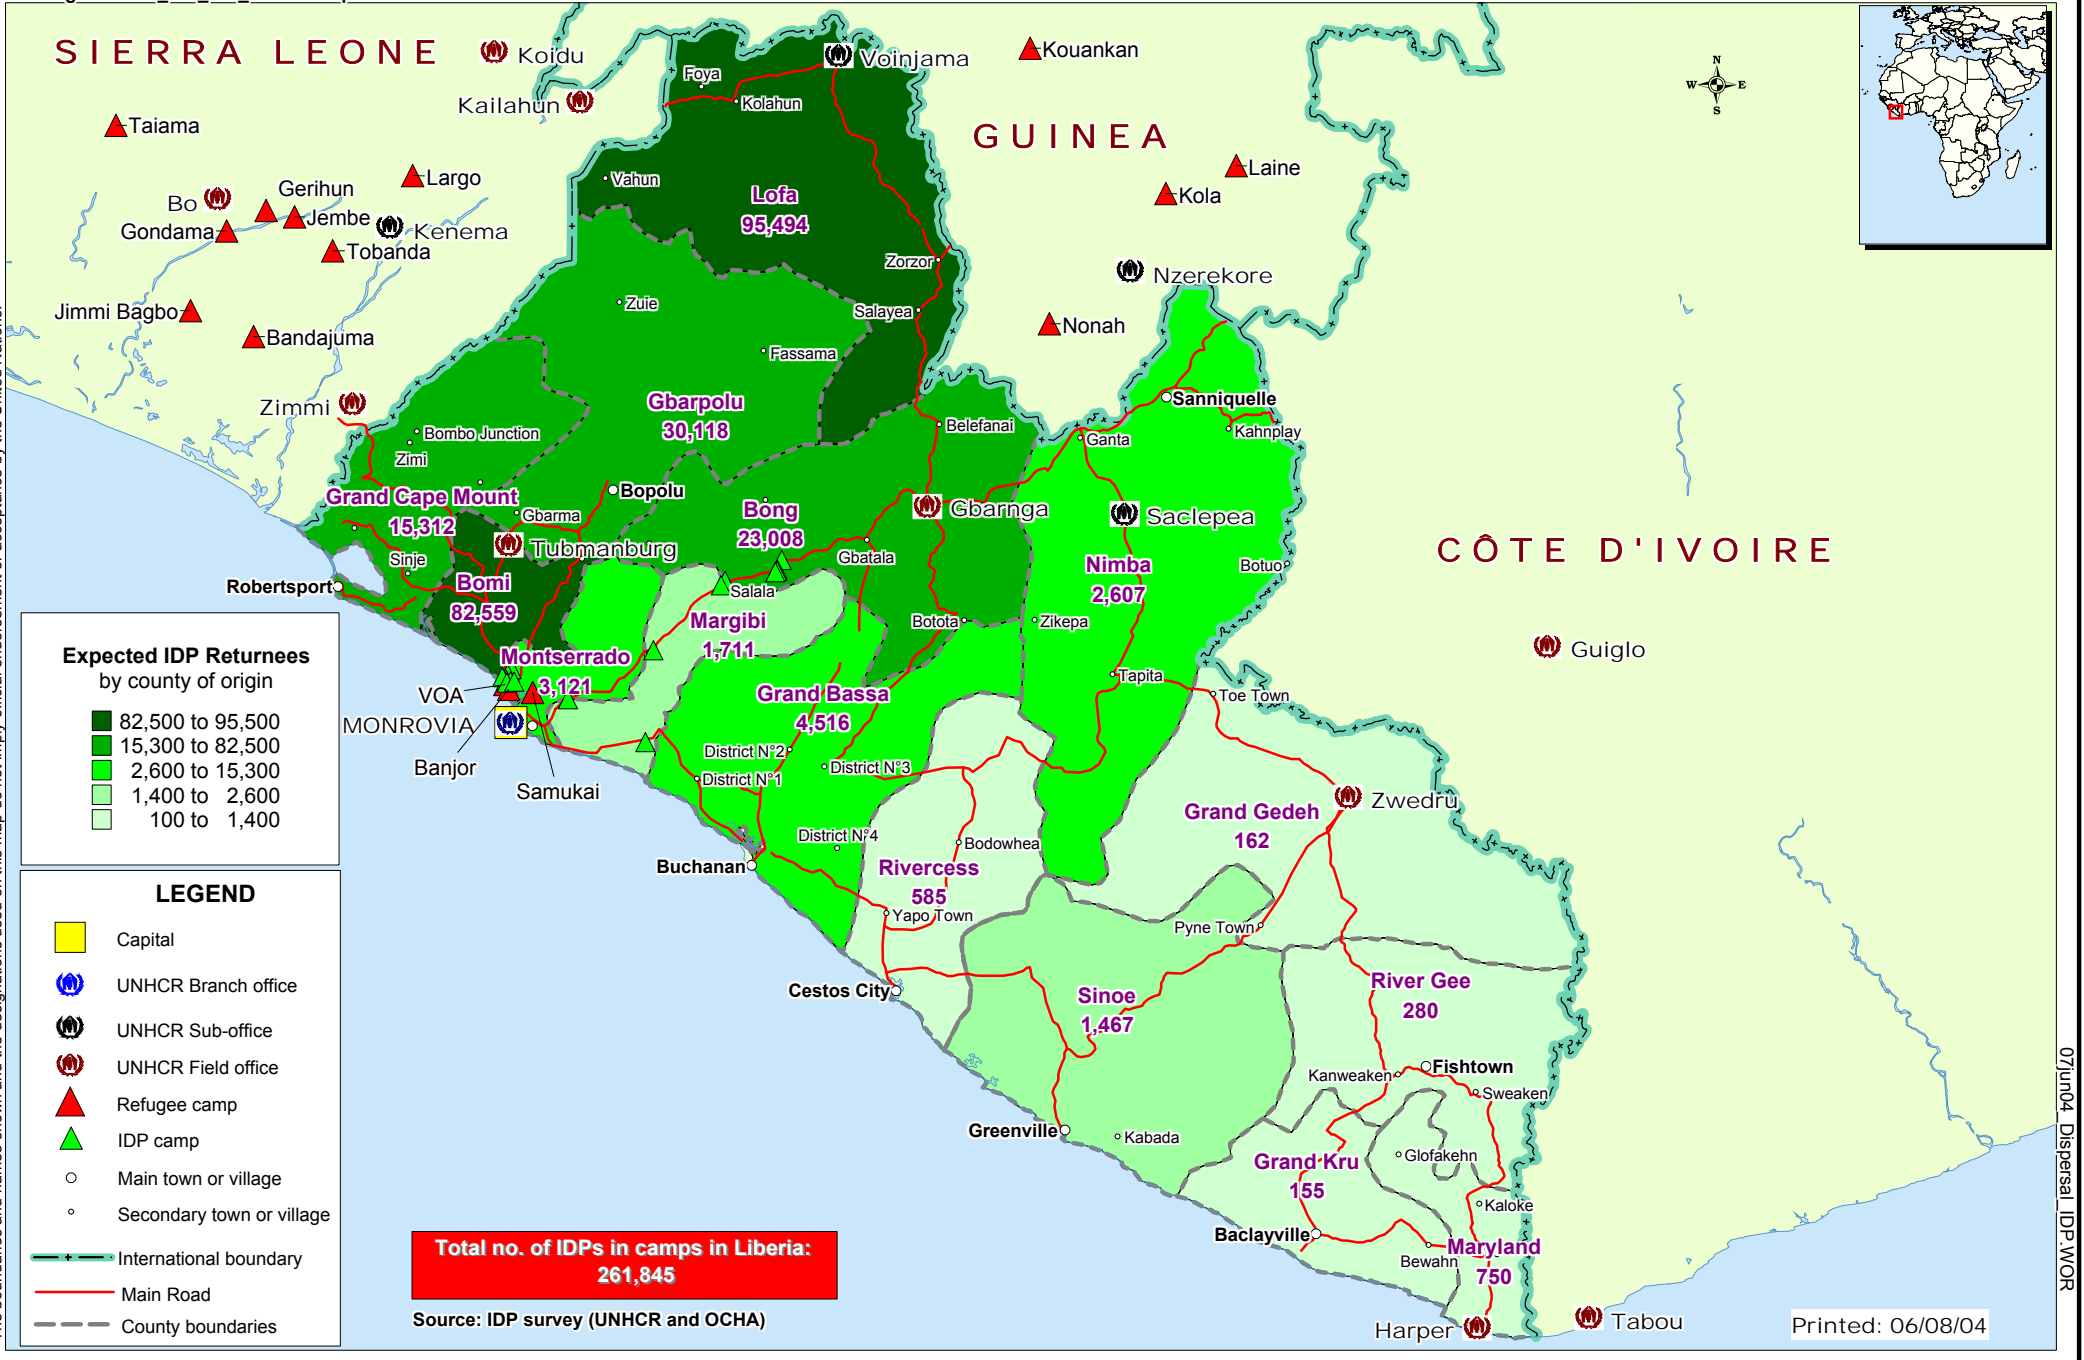 SIERRA LEONE
Koidu
Kailahun
Voinjama
Kouankan
GUINEA
Foya
Kolahun
Taiama
Largo
Laine
Kola
Vahun
Lofa
95,494
Bo
Gerihun
Jembe
Gondama
Kenema
Tobanda
Zorzor
Nzerekore
Jimmi Bagbo
Bandajuma
Zuie
Salayea
Nonah
Fassama
Zimmi
Gbarpolu
30,118
Sanniquelle
Kahnplay
Belefanai
Ganta
Bombo Junction
Zimi
Grand Cape Mount
15,312
Bopolu
Gbarma
Bong
23,008
Gbarnga
Saclepea
CÔTE D'IVOIRE
Tubmanburg
Sinje
Gbatala
Nimba
2,607
Botuo
Robertsport
Bomi
82,559
Salala
Margibi
1,711
Botota
Zikepa
Guiglo
Montserrado
3,121
VOA
MONROVIA
Banjor
Samukai
Grand Bassa
4,516
Tapita
Toe Town
District N°2
District N°1
District N°3
District N°4
Grand Gedeh
162
Zwedru
Buchanan
Bodowhea
Rivercess
585
Yapo Town
Pyne Town
Cestos City
Sinoe
1,467
River Gee
280
Fishtown
Kanweaken
Sweaken
Greenville
Kabada
Glofakehn
Grand Kru
155
Kaloke
Baclayville
Bewahn
Maryland
750
Harper
Tabou
N
W
E
S
Expected IDP Returnees
by county of origin
82,500 to 95,500
15,300 to 82,500
2,600 to 15,300
1,400 to 2,600
100 to 1,400
LEGEND
Capital
UNHCR Branch office
UNHCR Sub-office
UNHCR Field office
Refugee camp
IDP camp
Main town or village
Secondary town or village
International boundary
Main Road
County boundaries
Total no. of IDPs in camps in Liberia:
261,845
Source: IDP survey (UNHCR and OCHA)
Printed: 06/08/04
07jun04_Dispersal_IDP.WOR